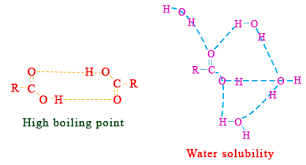 H-O
H
H-O
H
O
R-C
O-H
O-H
H
H-O
H
O
H-O
R-C
C-R
O
H
O
High boiling point
Water solubility